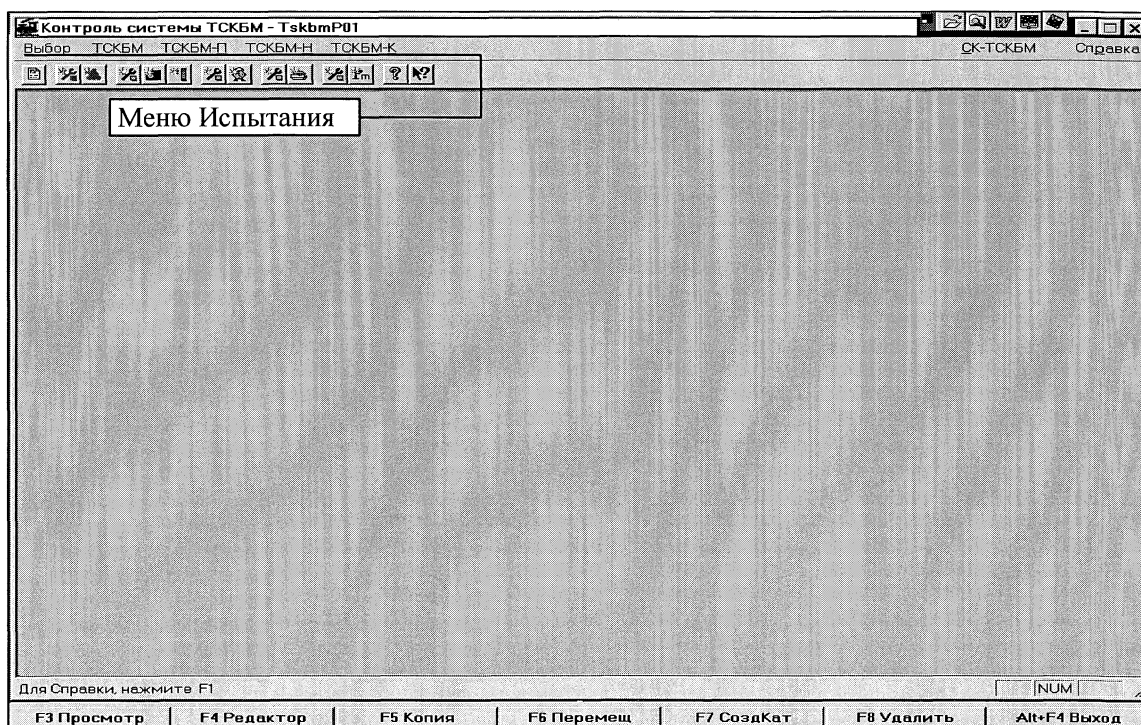 Контроль системы ТСКБМ - TskbmP01
Выбор ТСКБМ ТСКБМ-П ТСКБМ-Н ТСКБМ-К СК-ТСКБМ Справка
Меню Испытания
Для Справки, нажмите F1 NUM
F3 Просмотр F4 Редактор F5 Копия F6 Перемещ F7 СоздКат F8 Удалить Alt+F4 Выход